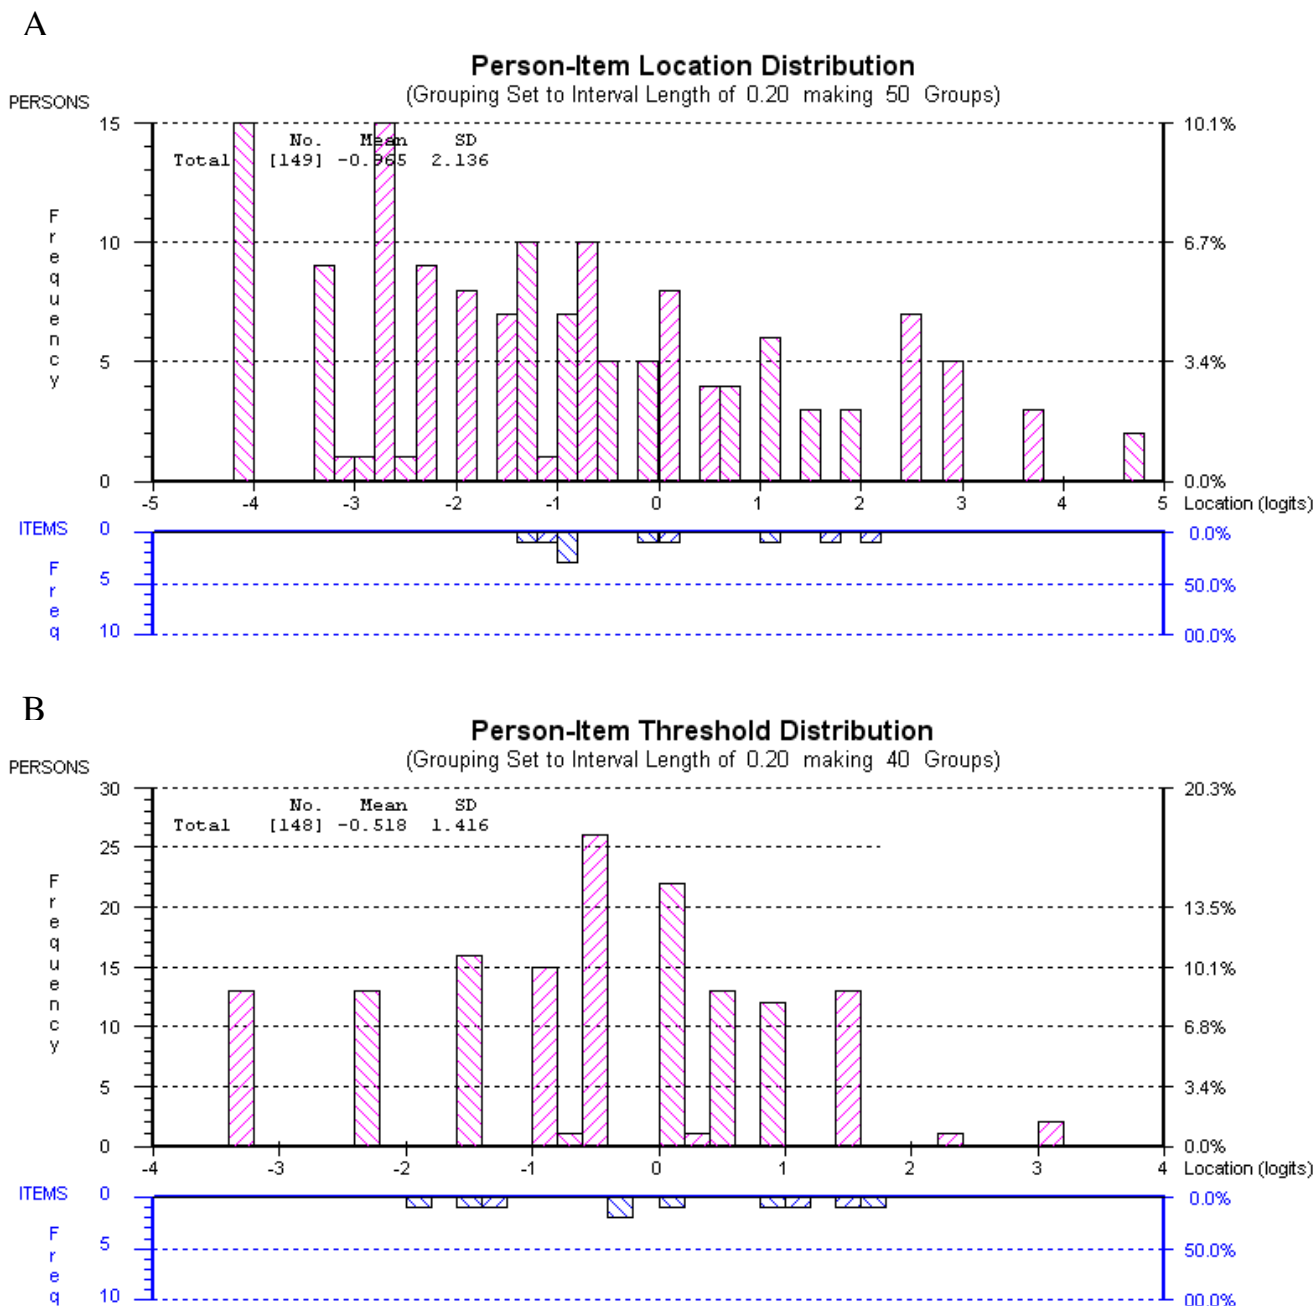 A
Person-Item Location Distribution
(Grouping Set to Interval Length of 0.20 making 50 Groups)
PERSONS
15
10
5
0
Frequency
No. Mean SD
Total [149] -0.965 2.136
10.1%
6.7%
3.4%
0.0%
-5 -4 -3 -2 -1 0 1 2 3 4 5 Location (logits)
ITEMS
0
5
10
Freq
0.0%
50.0%
00.0%
B
Person-Item Threshold Distribution
(Grouping Set to Interval Length of 0.20 making 40 Groups)
PERSONS
30
25
20
15
10
5
0
Frequency
No. Mean SD
Total [148] -0.518 1.416
20.3%
13.5%
10.1%
6.8%
3.4%
0.0%
-4 -3 -2 -1 0 1 2 3 4 Location (logits)
ITEMS
0
5
10
Freq
0.0%
50.0%
00.0%